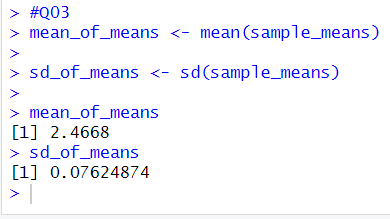 > #Q03
> mean_of_means <- mean(sample_means)
>
> sd_of_means <- sd(sample_means)
>
> mean_of_means
[1] 2.4668
> sd_of_means
[1] 0.07624874
>